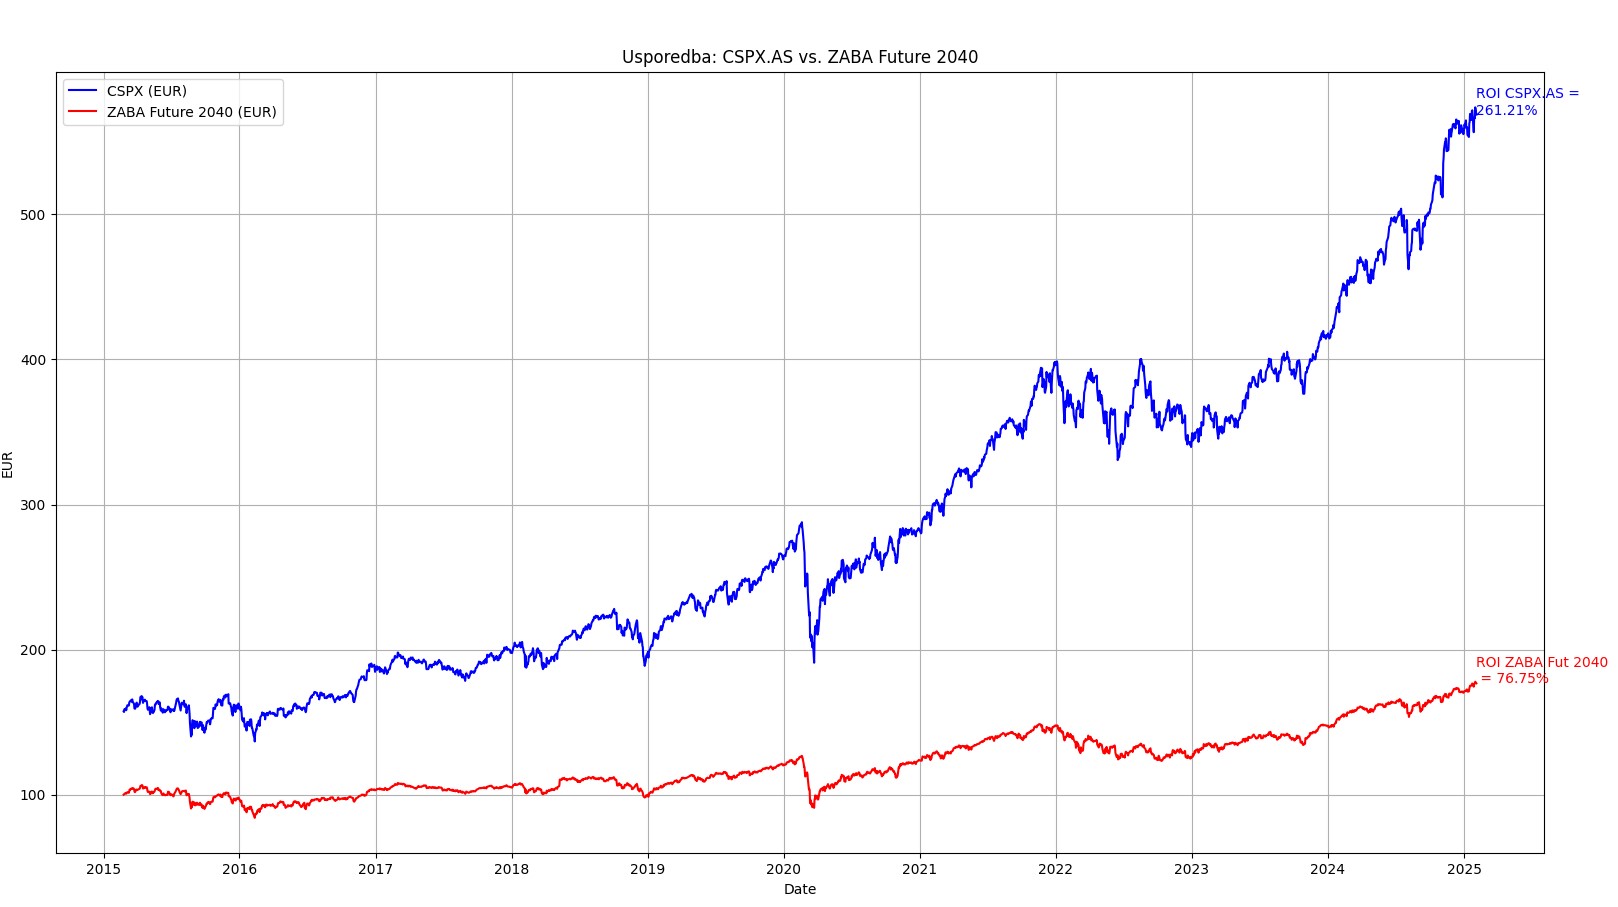 Usporedba: CSPX.AS vs. ZABA Future 2040
CSPX (EUR)
ZABA Future 2040 (EUR)
ROI CSPX.AS =
261.21%
ROI ZABA Fut 2040
= 76.75%
EUR
500
400
300
200
100
2015
2016
2017
2018
2019
2020
2021
2022
2023
2024
2025
Date